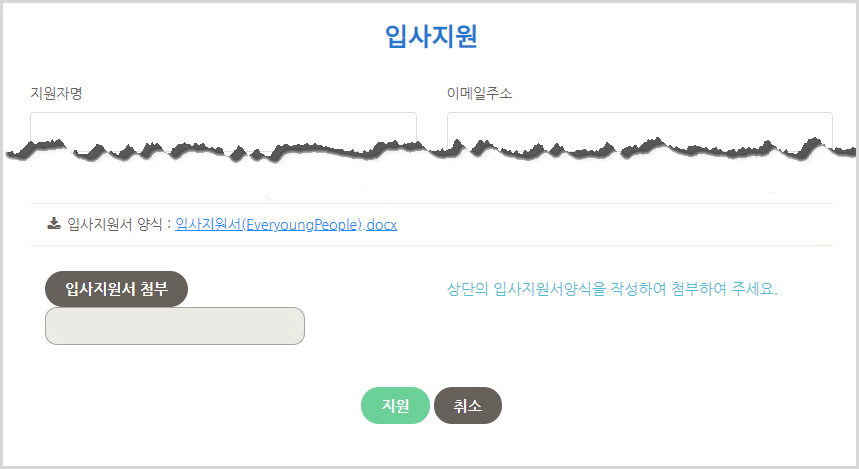 입사지원
지원자명
이메일주소
입사지원서 양식 : 입사지원서(EveryoungPeople).docx
입사지원서 첨부
상단의 입사지원서양식을 작성하여 첨부하여 주세요.
지원
취소